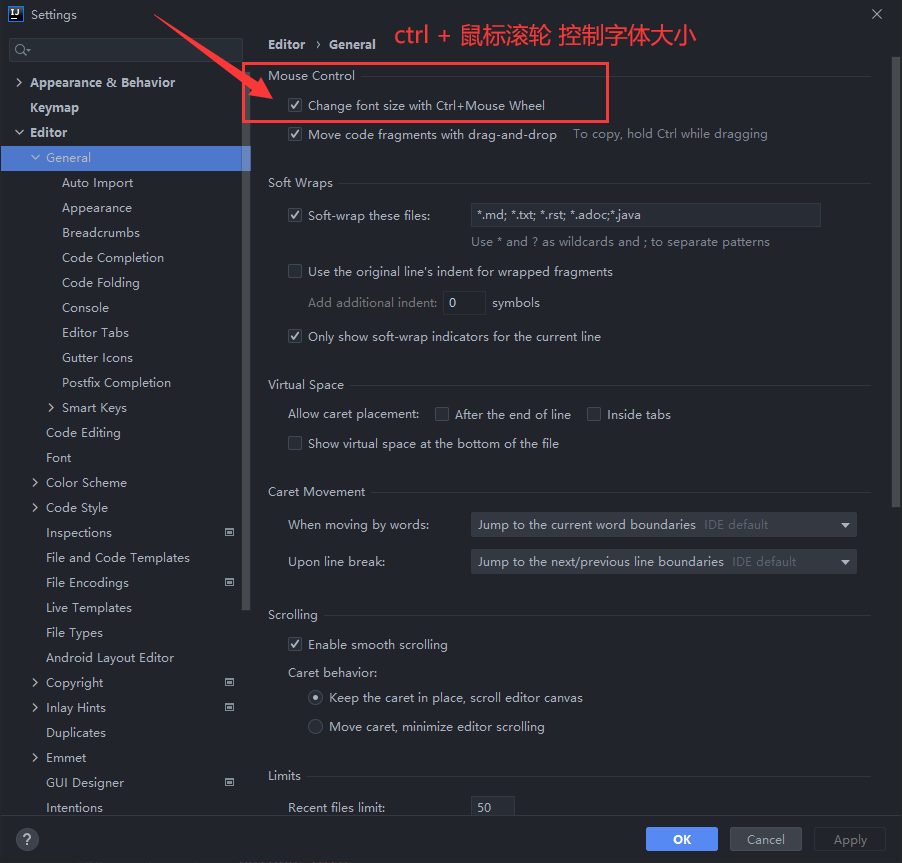 Settings
Editor › General
ctrl + 鼠标滚轮 控制字体大小
Appearance & Behavior
Keymap
Editor
General
Auto Import
Appearance
Breadcrumbs
Code Completion
Code Folding
Console
Editor Tabs
Gutter Icons
Postfix Completion
Smart Keys
Code Editing
Font
Color Scheme
Code Style
Inspections
File and Code Templates
File Encodings
Live Templates
File Types
Android Layout Editor
Copyright
Inlay Hints
Duplicates
Emmet
GUI Designer
Intentions
Mouse Control
Change font size with Ctrl+Mouse Wheel
Move code fragments with drag-and-drop To copy, hold Ctrl while dragging
Soft Wraps
Soft-wrap these files: *.md; *.txt; *.rst; *.adoc;*.java
Use * and ? as wildcards and ; to separate patterns
Use the original line's indent for wrapped fragments
Add additional indent: 0 symbols
Only show soft-wrap indicators for the current line
Virtual Space
Allow caret placement: After the end of line Inside tabs
Show virtual space at the bottom of the file
Caret Movement
When moving by words: Jump to the current word boundaries IDE default
Upon line break: Jump to the next/previous line boundaries IDE default
Scrolling
Enable smooth scrolling
Caret behavior:
Keep the caret in place, scroll editor canvas
Move caret, minimize editor scrolling
Limits
Recent files limit: 50
? OK Cancel Apply